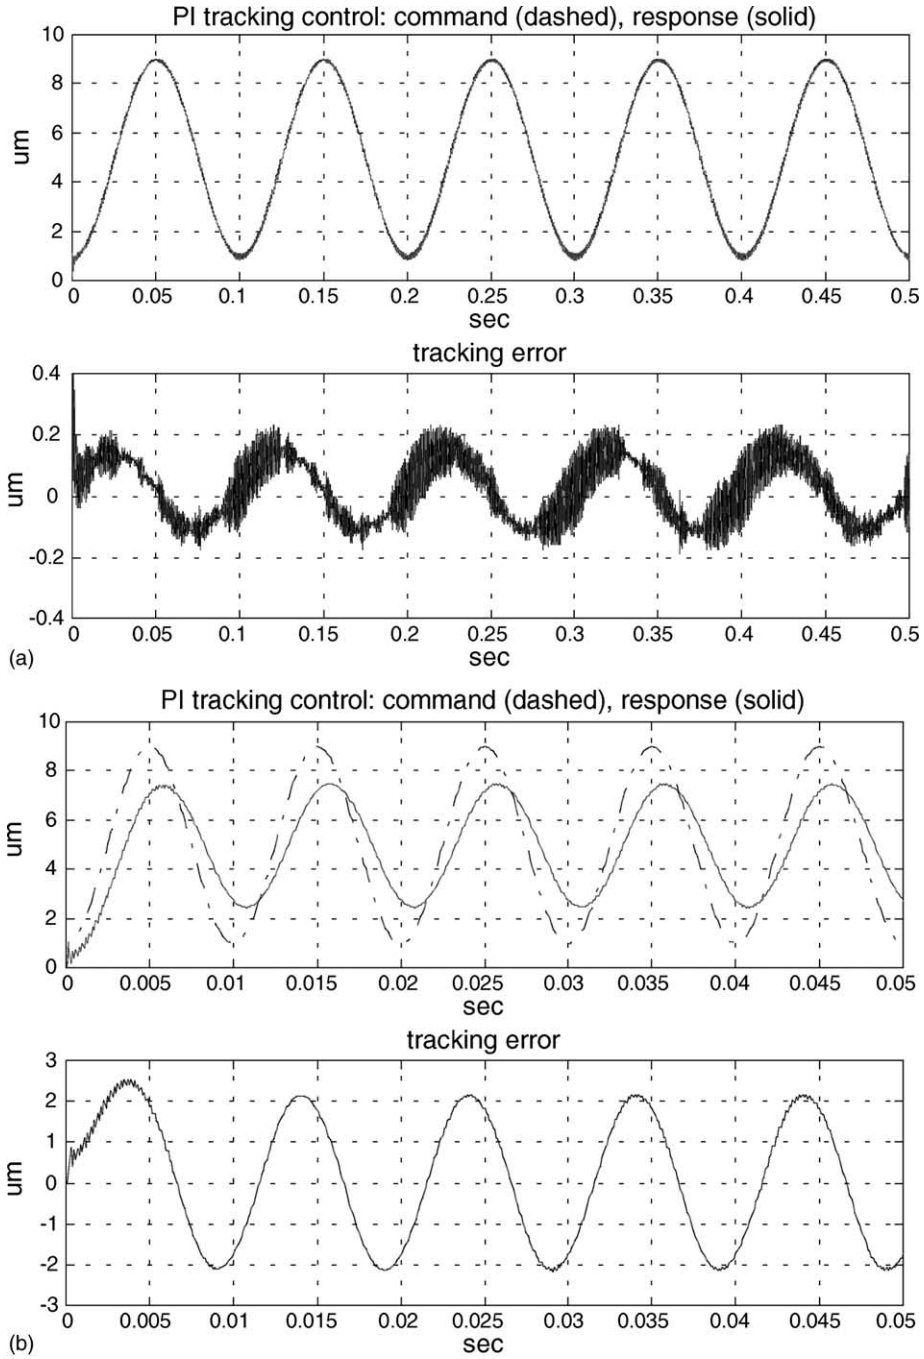 PI tracking control: command (dashed), response (solid)
10
8
6
4
2
0
um
0 0.05 0.1 0.15 0.2 0.25 0.3 0.35 0.4 0.45 0.5
sec
tracking error
0.4
0.2
0
-0.2
-0.4
um
0 0.05 0.1 0.15 0.2 0.25 0.3 0.35 0.4 0.45 0.5
sec
(a)
PI tracking control: command (dashed), response (solid)
10
8
6
4
2
0
um
0 0.005 0.01 0.015 0.02 0.025 0.03 0.035 0.04 0.045 0.05
sec
tracking error
3
2
1
0
-1
-2
-3
um
0 0.005 0.01 0.015 0.02 0.025 0.03 0.035 0.04 0.045 0.05
sec
(b)